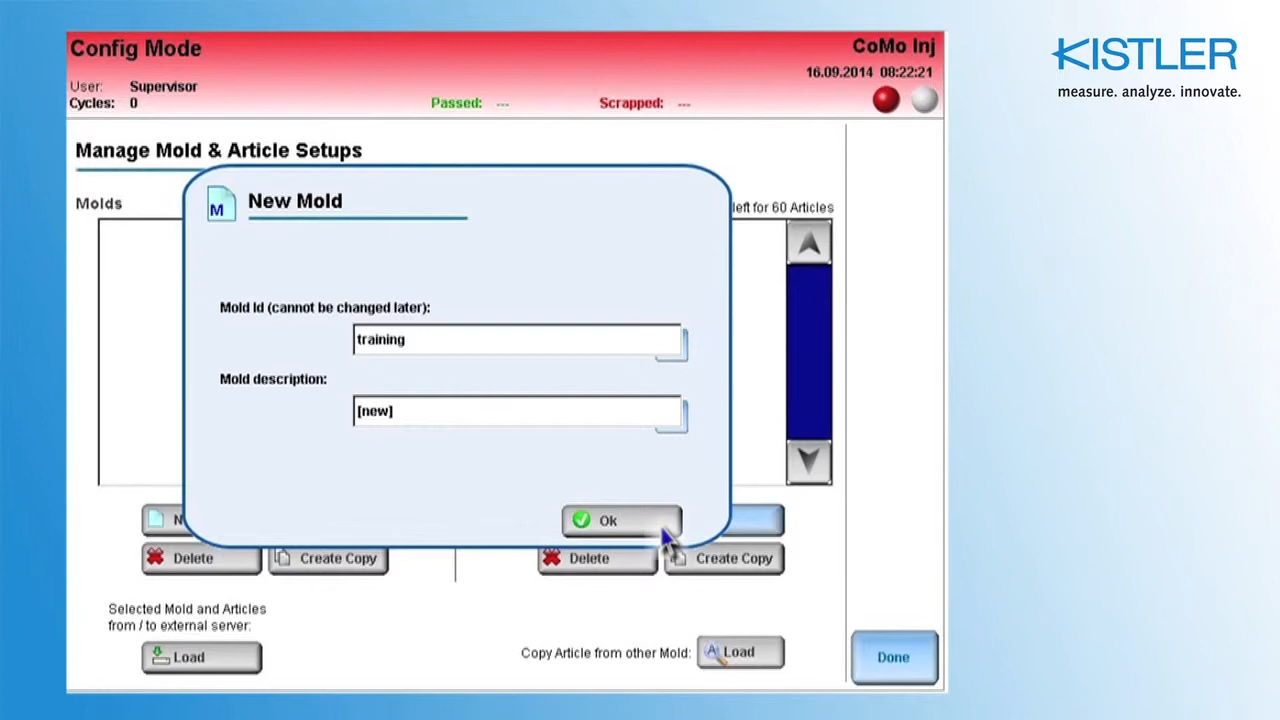 Config Mode
CoMo Inj
KISTLER
measure. analyze. innovate.
16.09.2014 08:22:21
User: Supervisor
Cycles: 0
Passed: ---
Scrapped: ---
Manage Mold & Article Setups
Molds
left for 60 Articles
M
New Mold
Mold Id (cannot be changed later):
training
Mold description:
[new]
Ok
Delete
Create Copy
Delete
Create Copy
Selected Mold and Articles
from / to external server:
Load
Copy Article from other Mold:
Load
Done